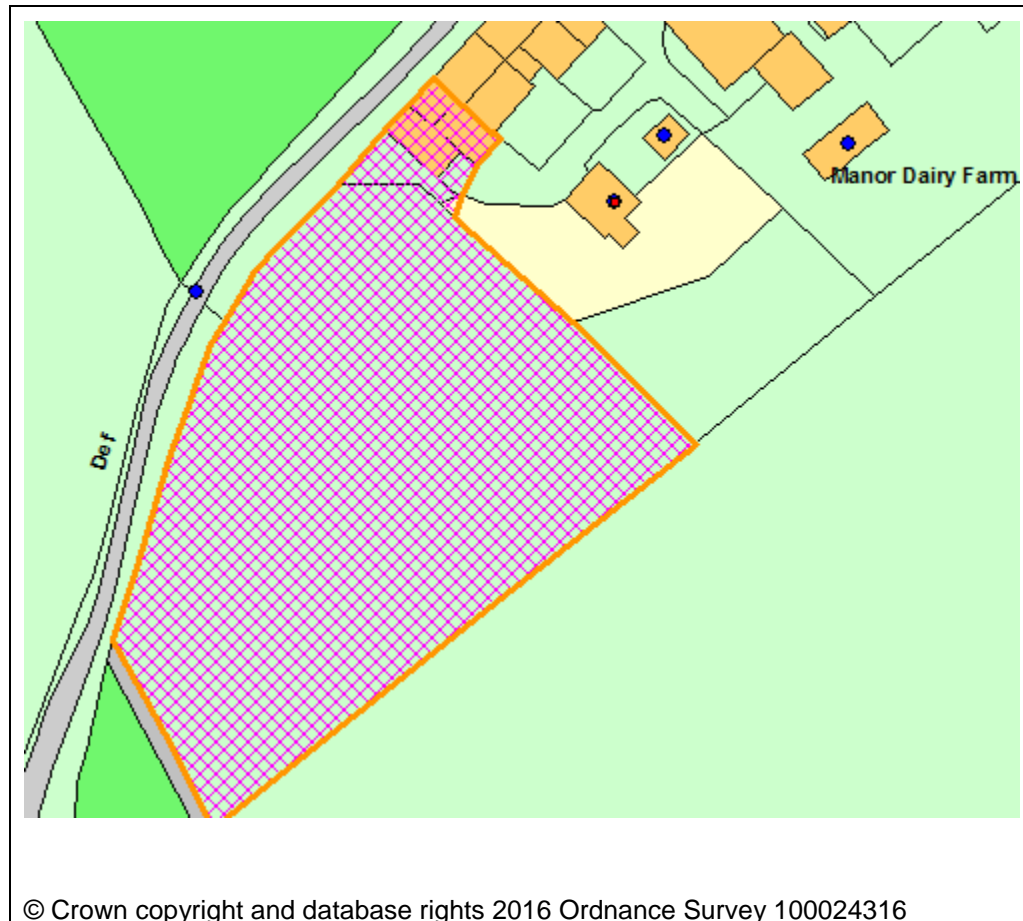 Manor Dairy Farm
Def
© Crown copyright and database rights 2016 Ordnance Survey 100024316